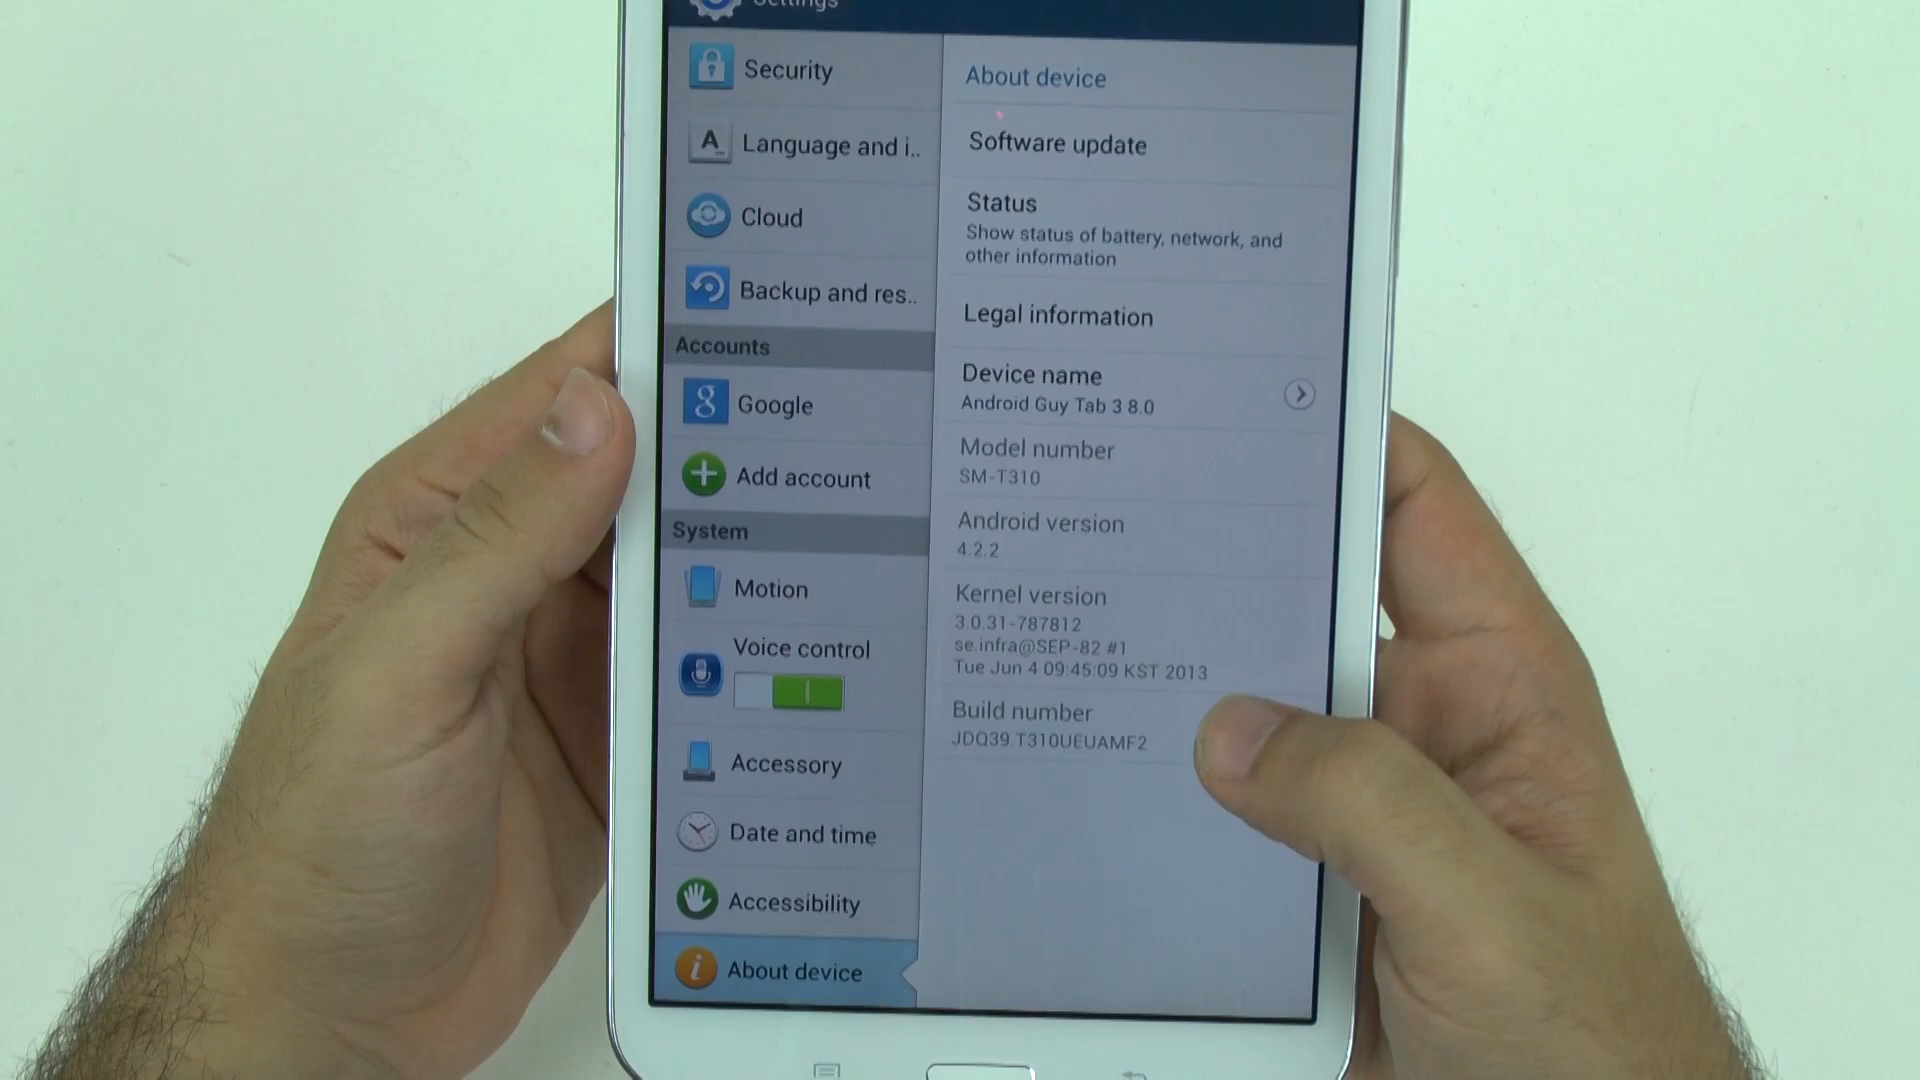 Settings
Security
Language and i..
Cloud
Backup and res..
Accounts
Google
Add account
System
Motion
Voice control
Accessory
Date and time
Accessibility
About device
About device
Software update
Status
Show status of battery, network, and
other information
Legal information
Device name
Android Guy Tab 3 8.0
Model number
SM-T310
Android version
4.2.2
Kernel version
3.0.31-787812
se.infra@SEP-82 #1
Tue Jun 4 09:45:09 KST 2013
Build number
JDQ39.T310UEUAMF2